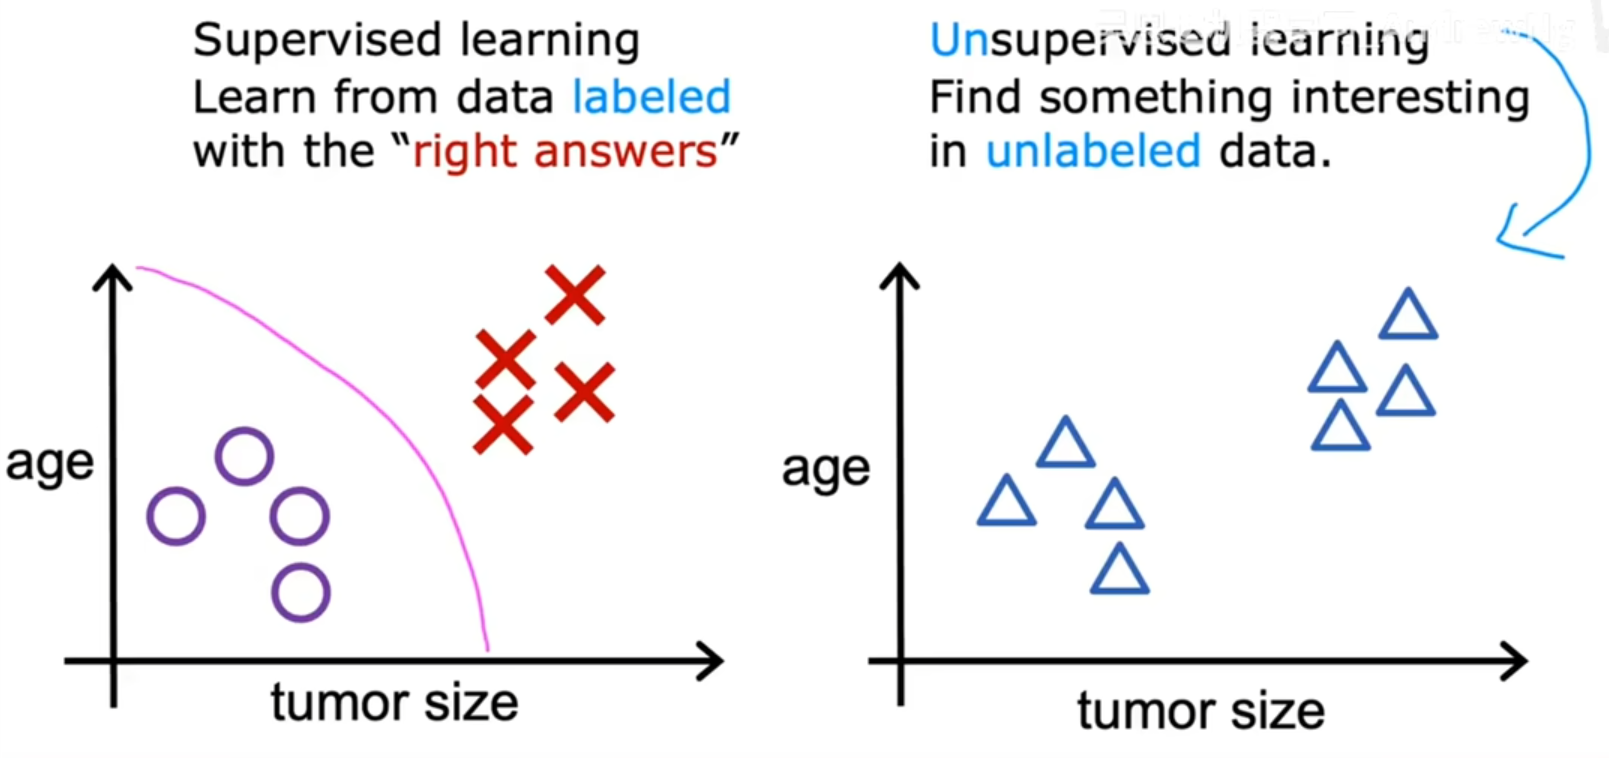 Supervised learning
Learn from data labeled
with the “right answers”
Unsupervised learning
Find something interesting
in unlabeled data.
age
tumor size
age
tumor size